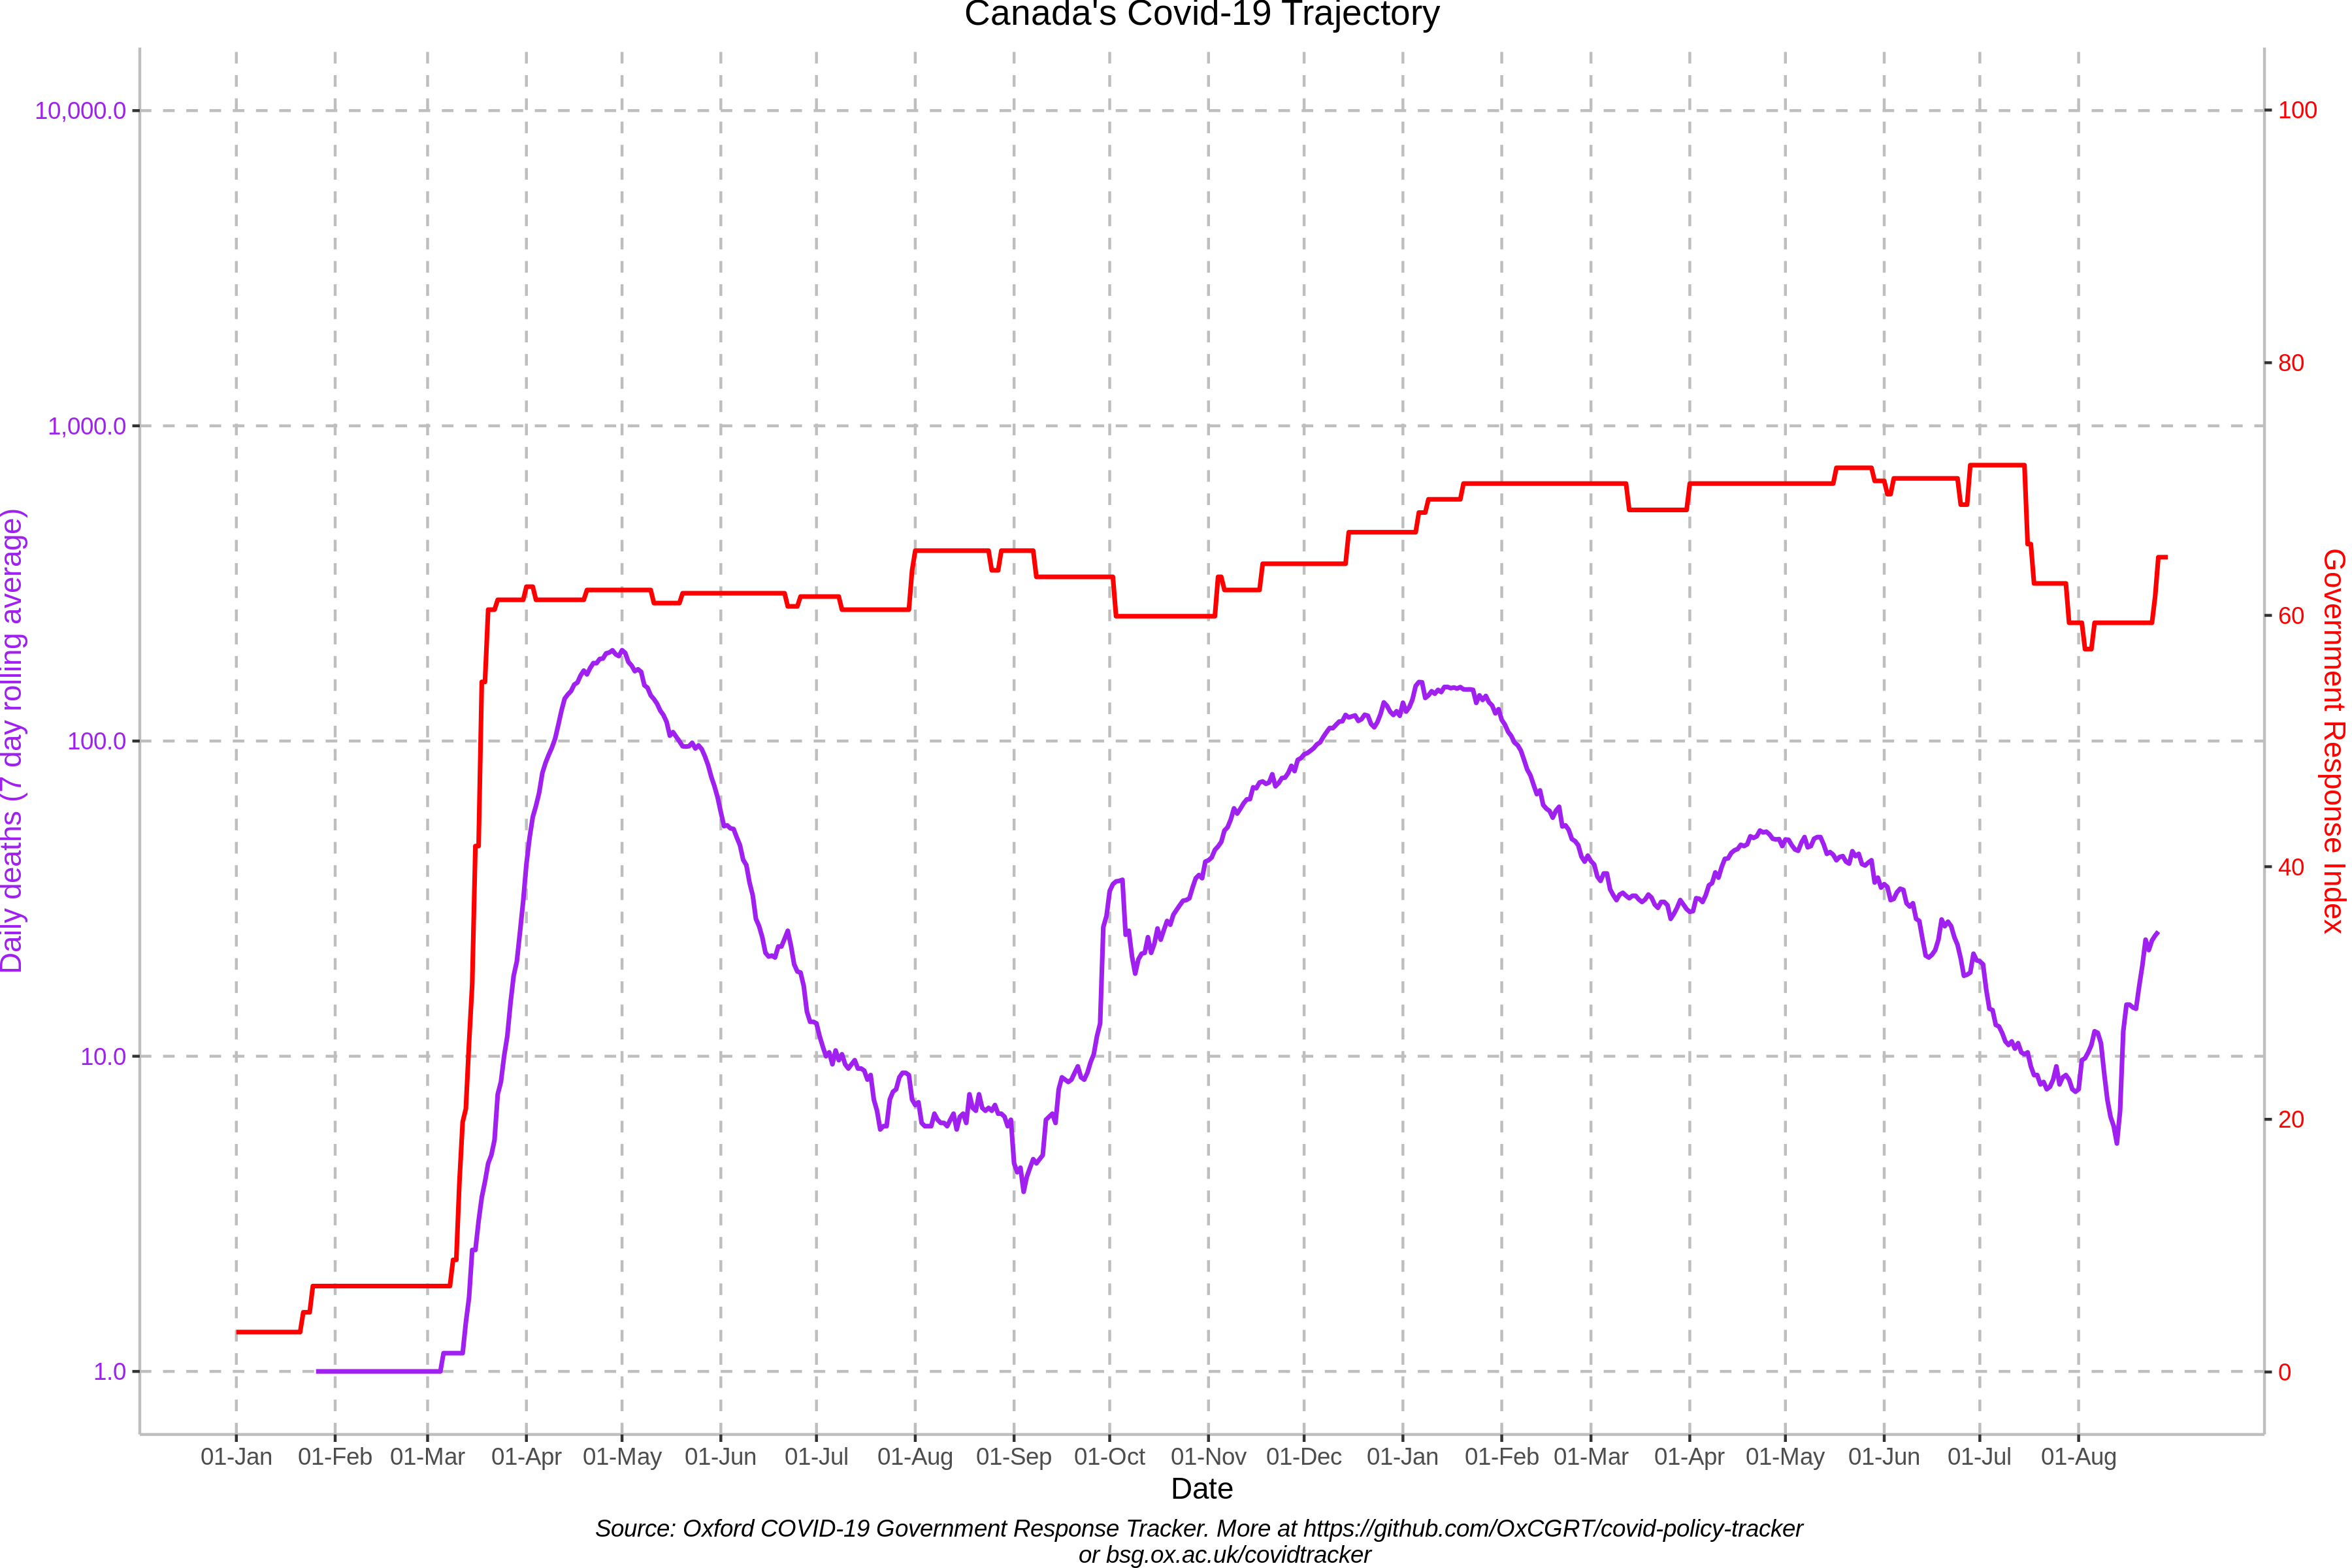 Canada's Covid-19 Trajectory
10,000.0
1,000.0
100.0
10.0
1.0
Daily deaths (7 day rolling average)
100
80
60
40
20
0
Government Response Index
01-Jan 01-Feb 01-Mar 01-Apr 01-May 01-Jun 01-Jul 01-Aug 01-Sep 01-Oct 01-Nov 01-Dec 01-Jan 01-Feb 01-Mar 01-Apr 01-May 01-Jun 01-Jul 01-Aug
Date
Source: Oxford COVID-19 Government Response Tracker. More at https://github.com/OxCGRT/covid-policy-tracker
or bsg.ox.ac.uk/covidtracker